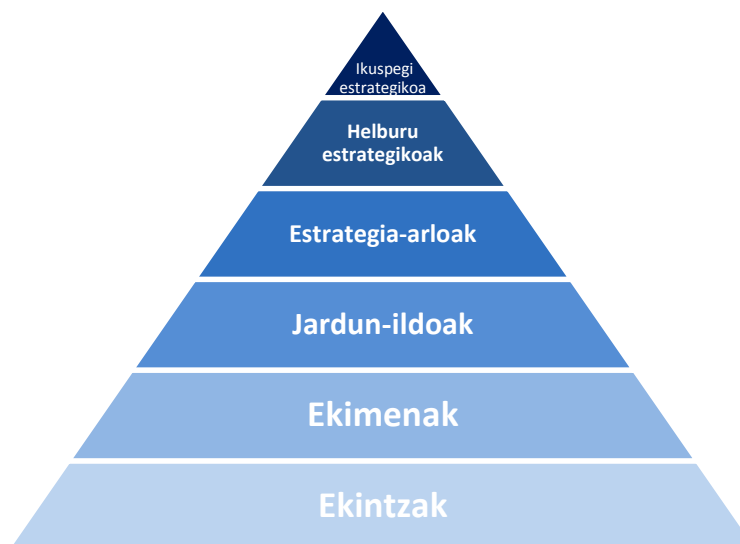 Ikuspegi
estrategikoa
Helburu
estrategikoak
Estrategia-arloak
Jardun-ildoak
Ekimenak
Ekintzak